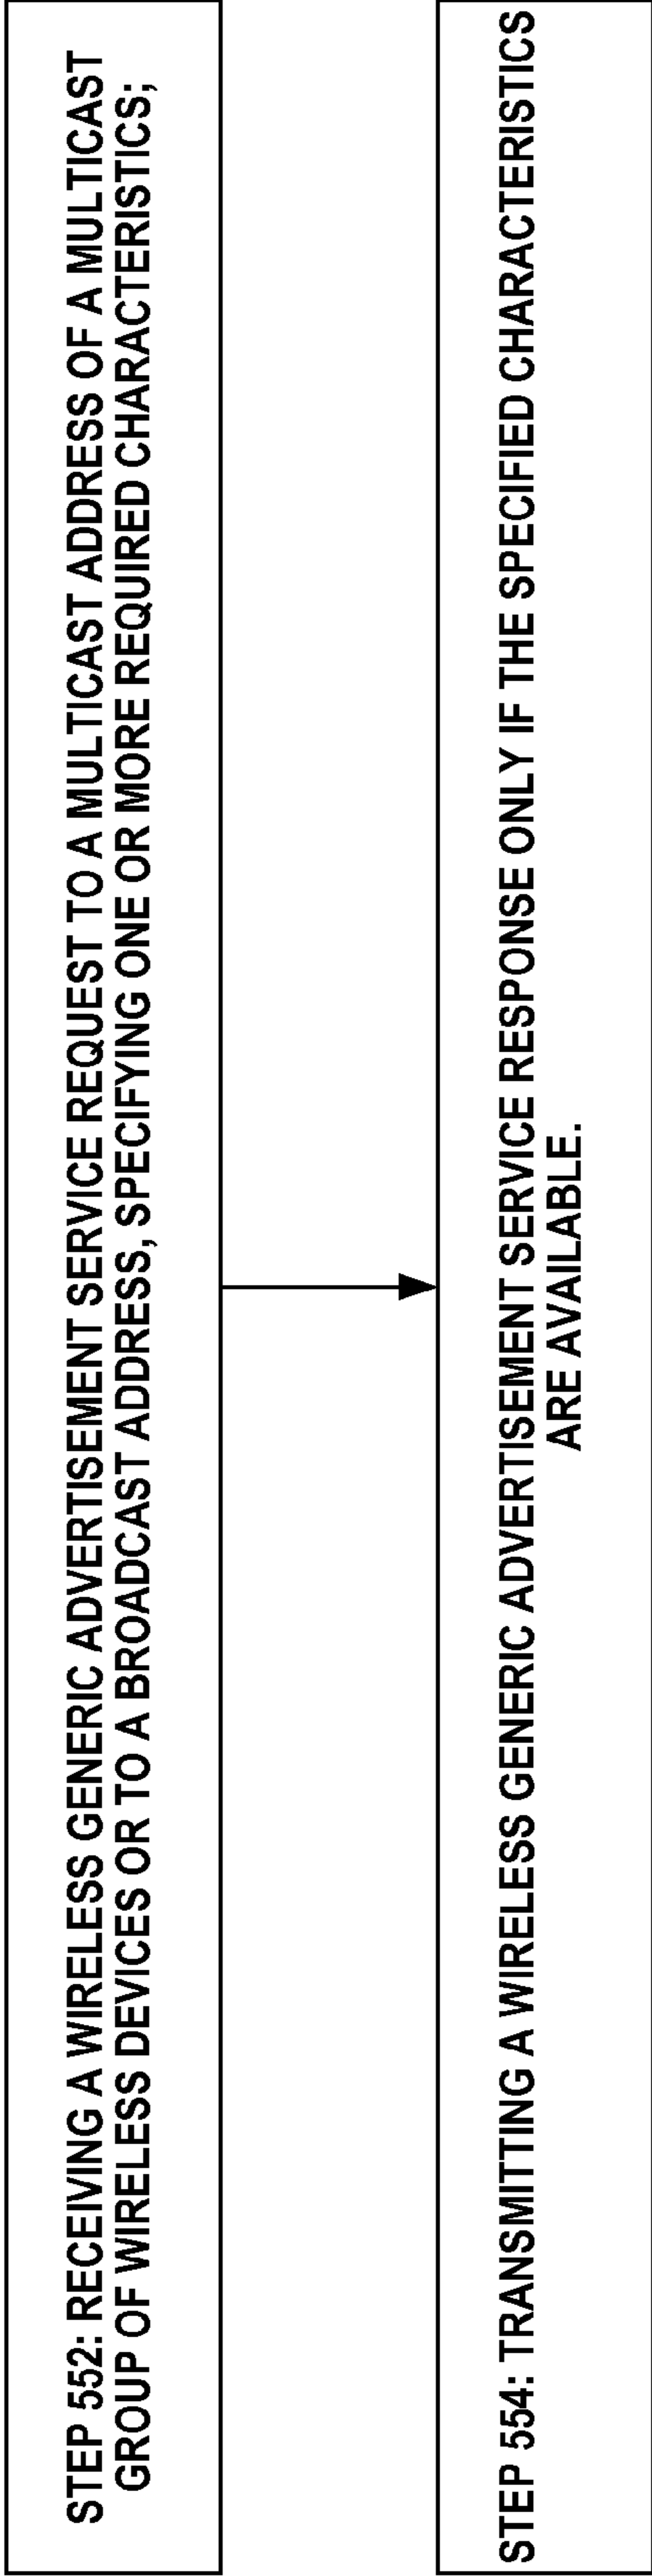 STEP 552: RECEIVING A WIRELESS GENERIC ADVERTISEMENT SERVICE REQUEST TO A MULTICAST ADDRESS OF A MULTICAST
GROUP OF WIRELESS DEVICES OR TO A BROADCAST ADDRESS, SPECIFYING ONE OR MORE REQUIRED CHARACTERISTICS;
STEP 554: TRANSMITTING A WIRELESS GENERIC ADVERTISEMENT SERVICE RESPONSE ONLY IF THE SPECIFIED CHARACTERISTICS
ARE AVAILABLE.